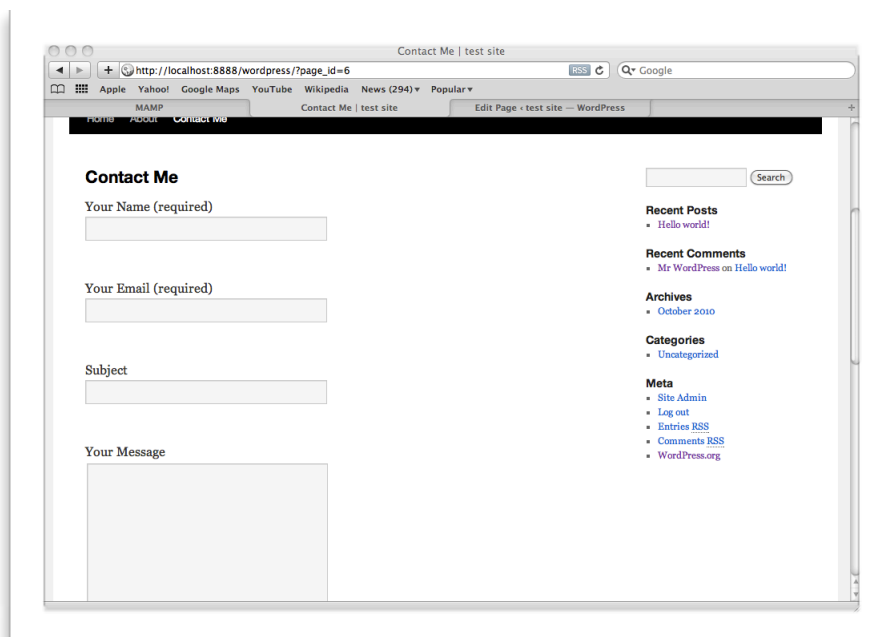 Contact Me | test site
http://localhost:8888/wordpress/?page_id=6 RSS Google
Apple Yahoo! Google Maps YouTube Wikipedia News (294) Popular
MAMP Contact Me | test site Edit Page ‹ test site — WordPress +
Home About Contact Me
Contact Me
Your Name (required)
Your Email (required)
Subject
Your Message
Search
Recent Posts
Hello world!
Recent Comments
Mr WordPress on Hello world!
Archives
October 2010
Categories
Uncategorized
Meta
Site Admin
Log out
Entries RSS
Comments RSS
WordPress.org